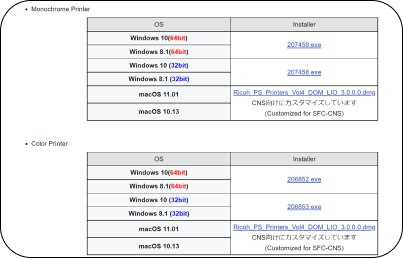 • Monochrome Printer
OS Installer
Windows 10(64bit)
207459.exe
Windows 8.1(64bit)
Windows 10 (32bit)
207458.exe
Windows 8.1 (32bit)
macOS 11.01
Ricoh_PS_Printers_Vol4_DOM_LIO_3.0.0.0.dmg
CNS向けにカスタマイズしています
macOS 10.13
(Customized for SFC-CNS)
• Color Printer
OS Installer
Windows 10(64bit)
206852.exe
Windows 8.1(64bit)
Windows 10 (32bit)
206853.exe
Windows 8.1 (32bit)
macOS 11.01
Ricoh_PS_Printers_Vol4_DOM_LIO_3.0.0.0.dmg
CNS向けにカスタマイズしています
macOS 10.13
(Customized for SFC-CNS)